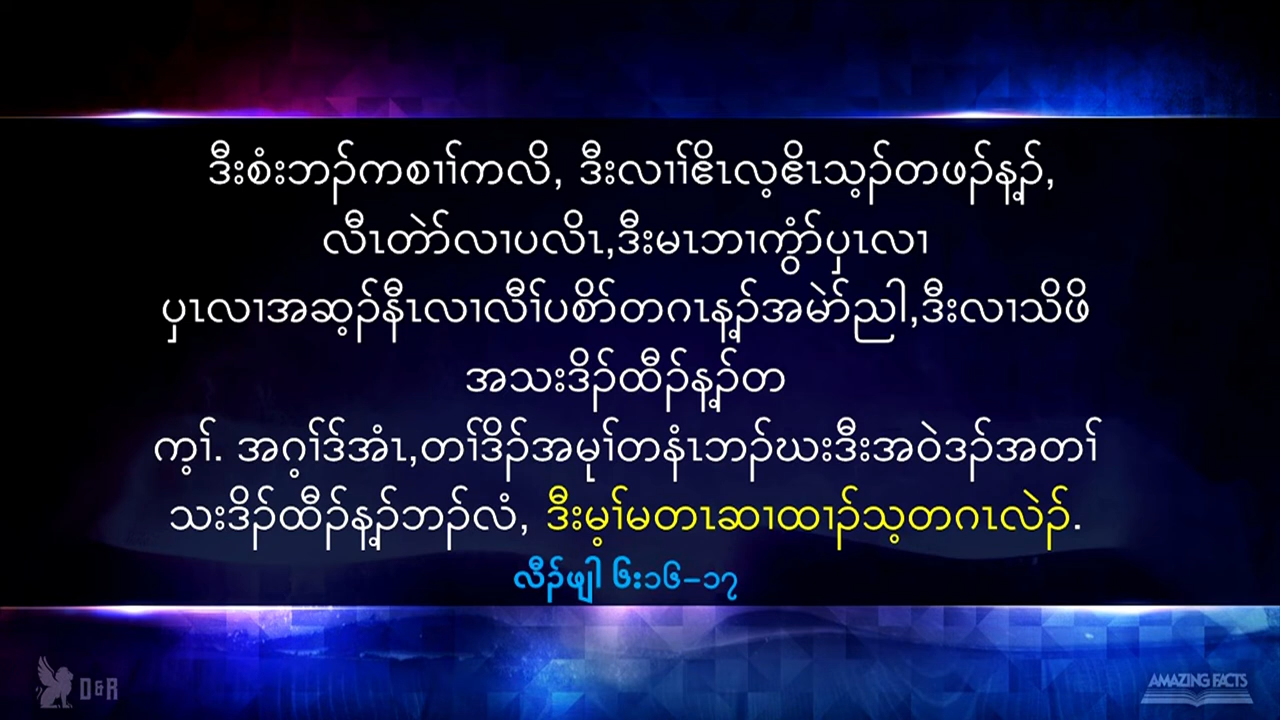 ဒီးစံးဘၣ်ကစၢၢ်ကလိ, ဒီးလၢၢ်ဧိၤလ့ဧိၤသ့ၣ်တဖၣ်န့ၣ်,
လီၤတဲာ်လၢပလိၤ,ဒီးမၤဘၢကွံာ်ပှၤလၢ
ပှၤလၢအဆ့ၣ်နီၤလၢလီၢ်ပစိာ်တဂၤန့ၣ်အမဲာ်ညါ,ဒီးလၢသိဖိ
အသးဒိၣ်ထီၣ်န့ၣ်တ
က့ၢ်. အဂ့ၢ်ဒ်အံၤ,တၢ်ဒိၣ်အမုၢ်တနံၤဘၣ်ဃးဒီးအဝဲဒၣ်အတၢ်
သးဒိၣ်ထီၣ်န့ၣ်ဘၣ်လံ, ဒီးမ့ၢ်မတၤဆၢထၢၣ်သ့တဂၤလဲၣ်.
လီၣ်ဖျါ ၆း၁၆–၁၇
D&R
AMAZING FACTS